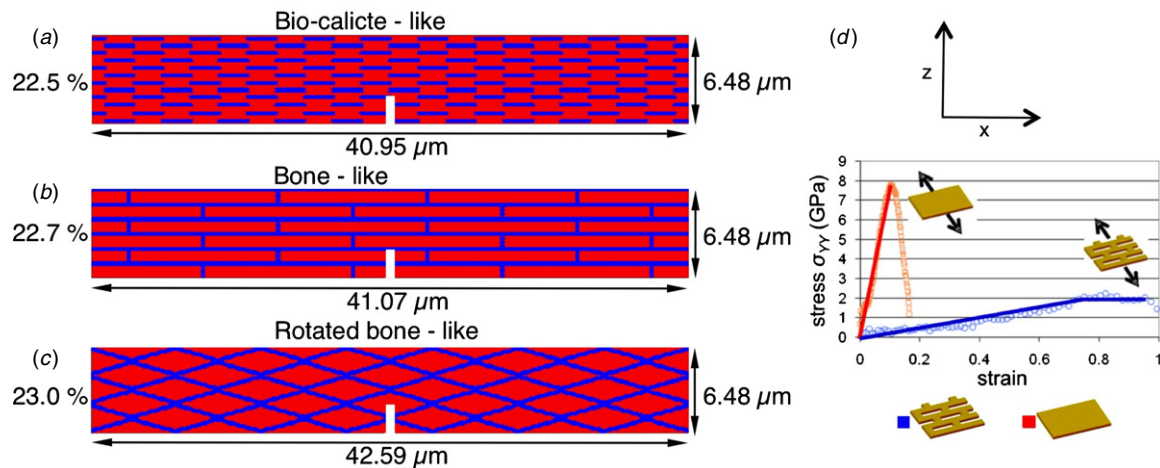 (a)
Bio-calicte - like
22.5 %
6.48 µm
40.95 µm
(b)
Bone - like
22.7 %
6.48 µm
41.07 µm
(c)
Rotated bone - like
23.0 %
6.48 µm
42.59 µm
(d)
z
x
stress σYY (GPa)
9
8
7
6
5
4
3
2
1
0
0 0.2 0.4 0.6 0.8 1
strain